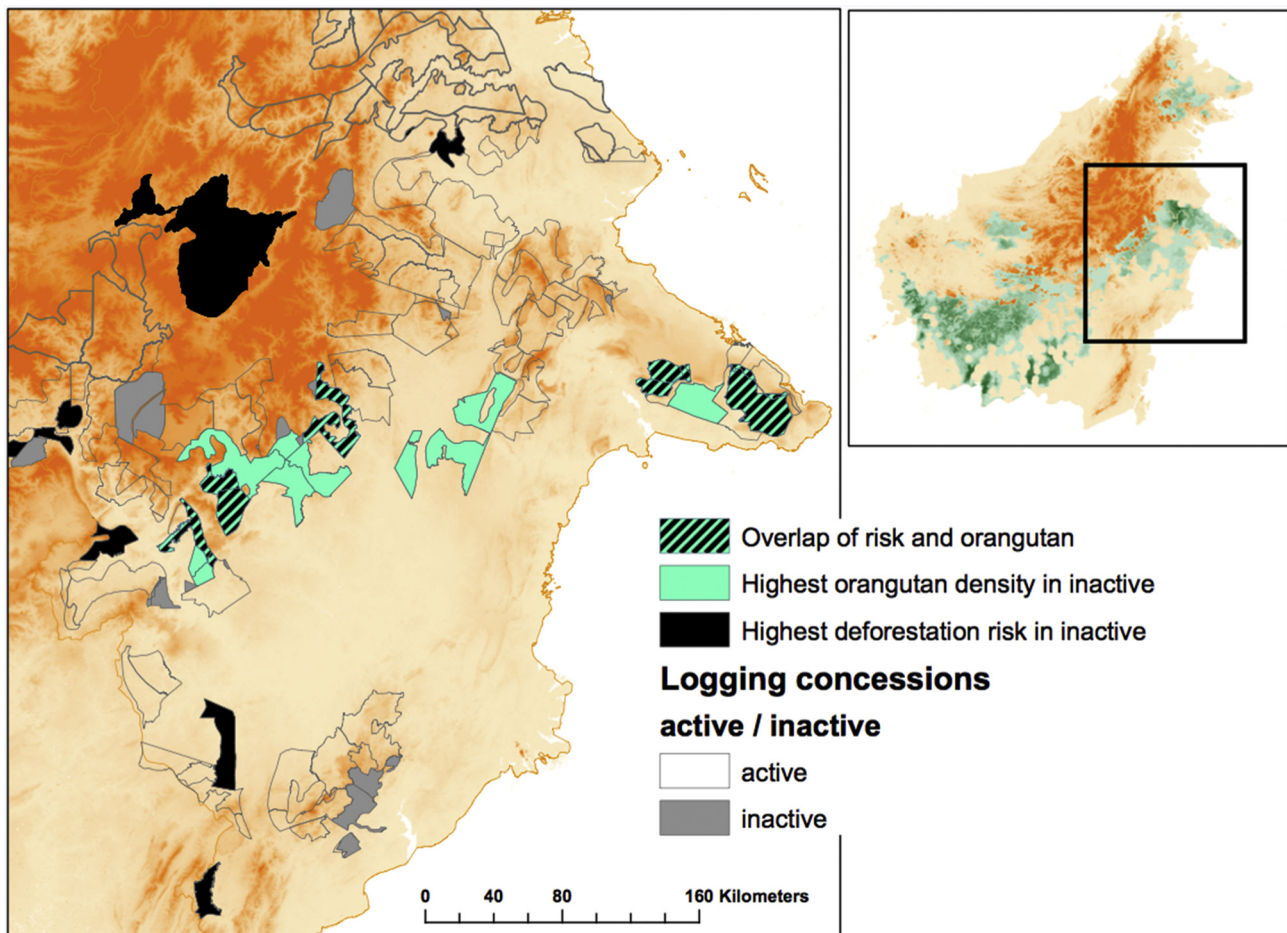 Overlap of risk and orangutan
Highest orangutan density in inactive
Highest deforestation risk in inactive
Logging concessions
active / inactive
active
inactive
0 40 80 160 Kilometers